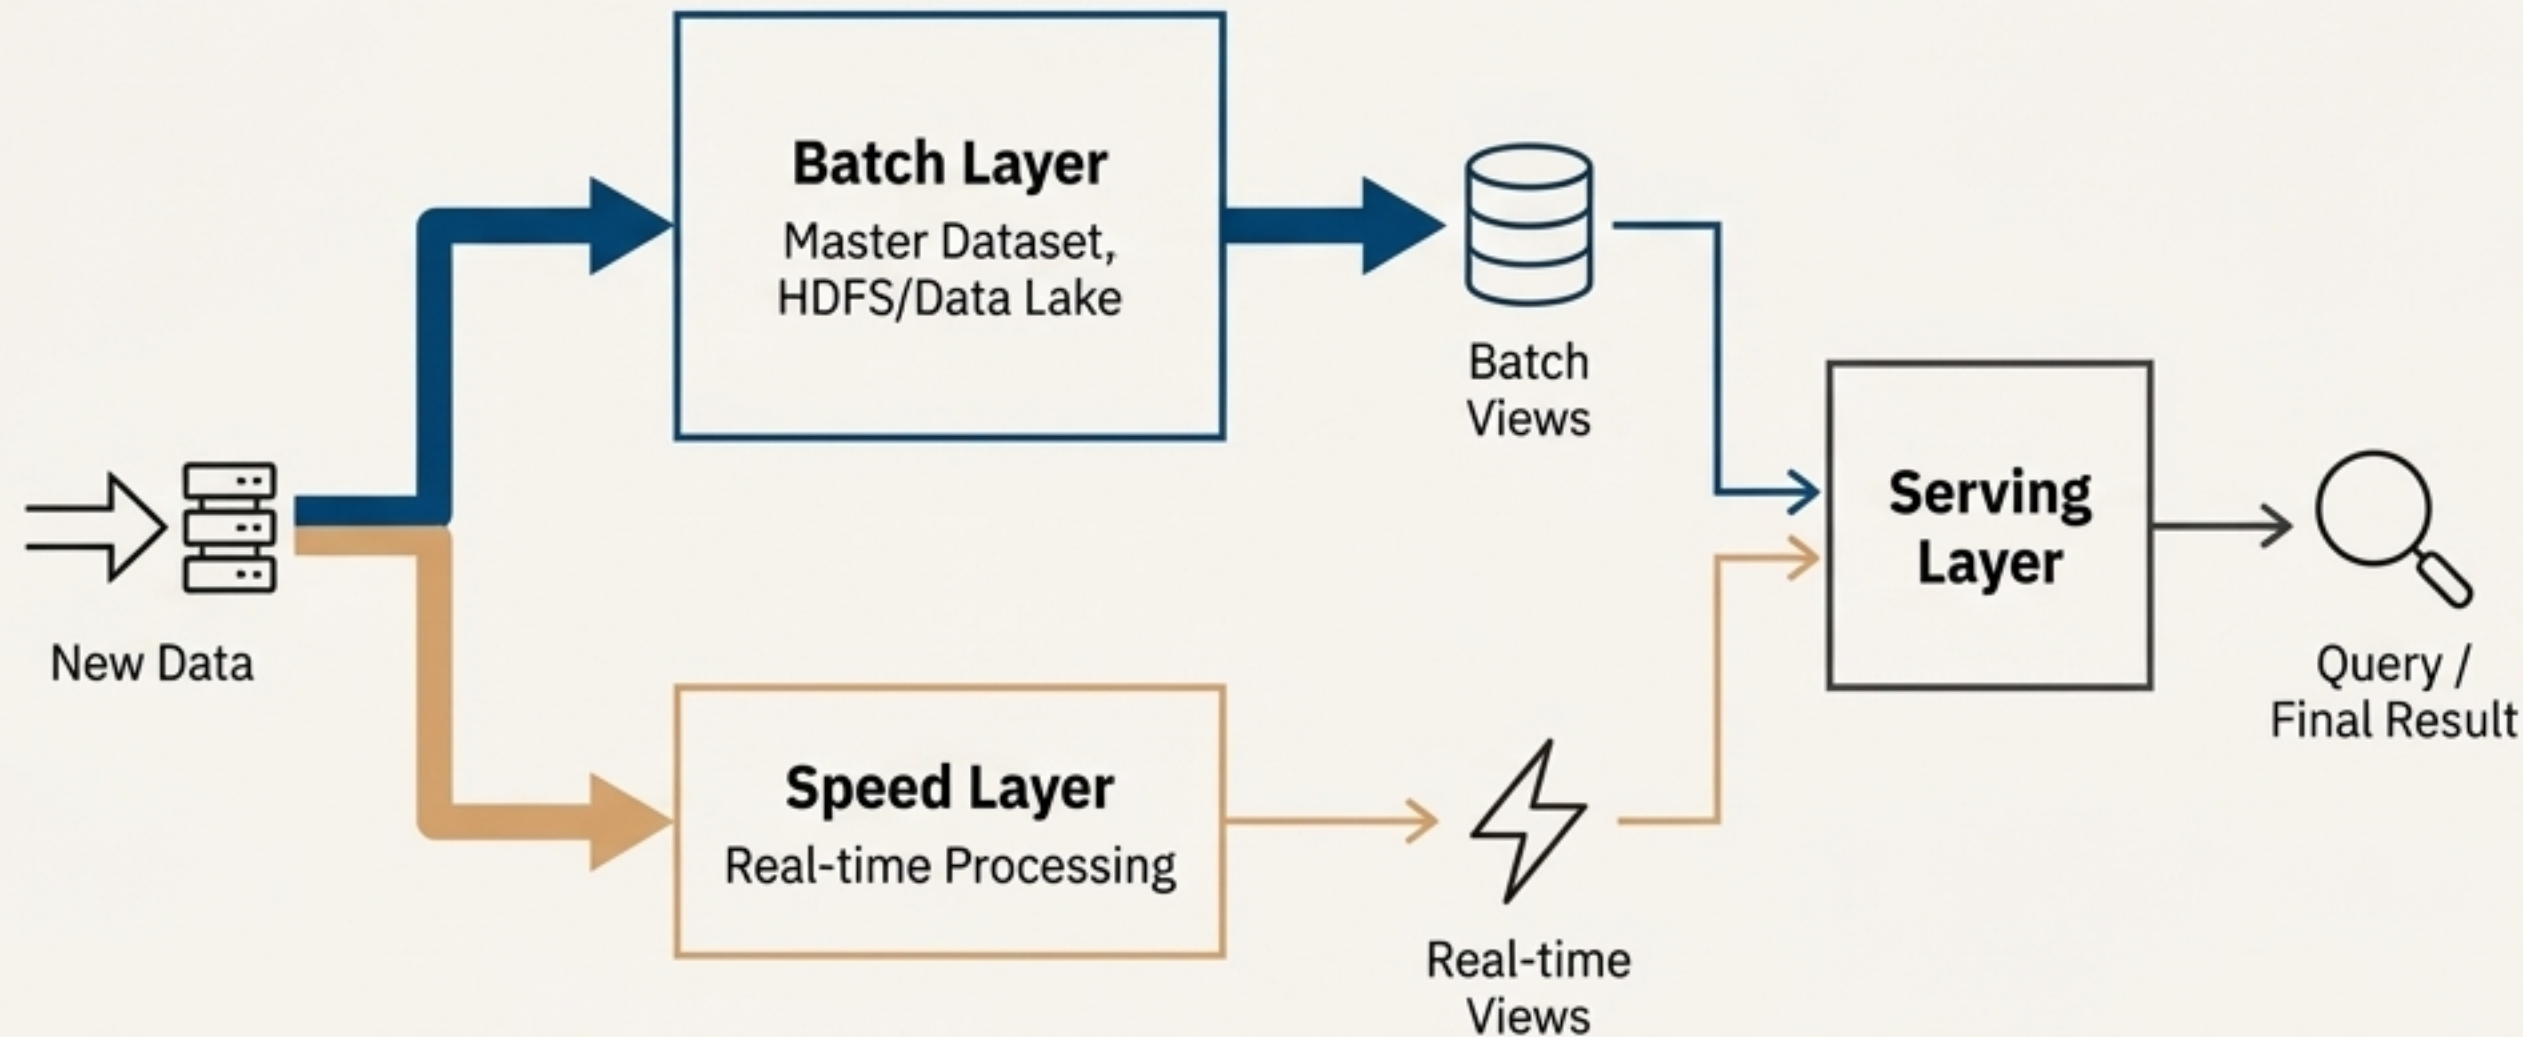 Batch Layer
Master Dataset,
HDFS/Data Lake
Batch
Views
New Data
Speed Layer
Real-time Processing
Real-time
Views
Serving
Layer
Query /
Final Result